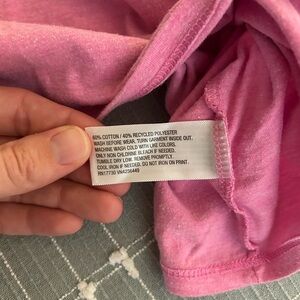 60% COTTON / 40% RECYCLED POLYESTER
WASH BEFORE WEAR. TURN GARMENT INSIDE OUT.
MACHINE WASH COLD WITH LIKE COLORS.
ONLY NON CHLORINE BLEACH IF NEEDED.
TUMBLE DRY LOW. REMOVE PROMPTLY.
COOL IRON IF NEEDED. DO NOT IRON ON PRINT.
RN17730 VNA236449